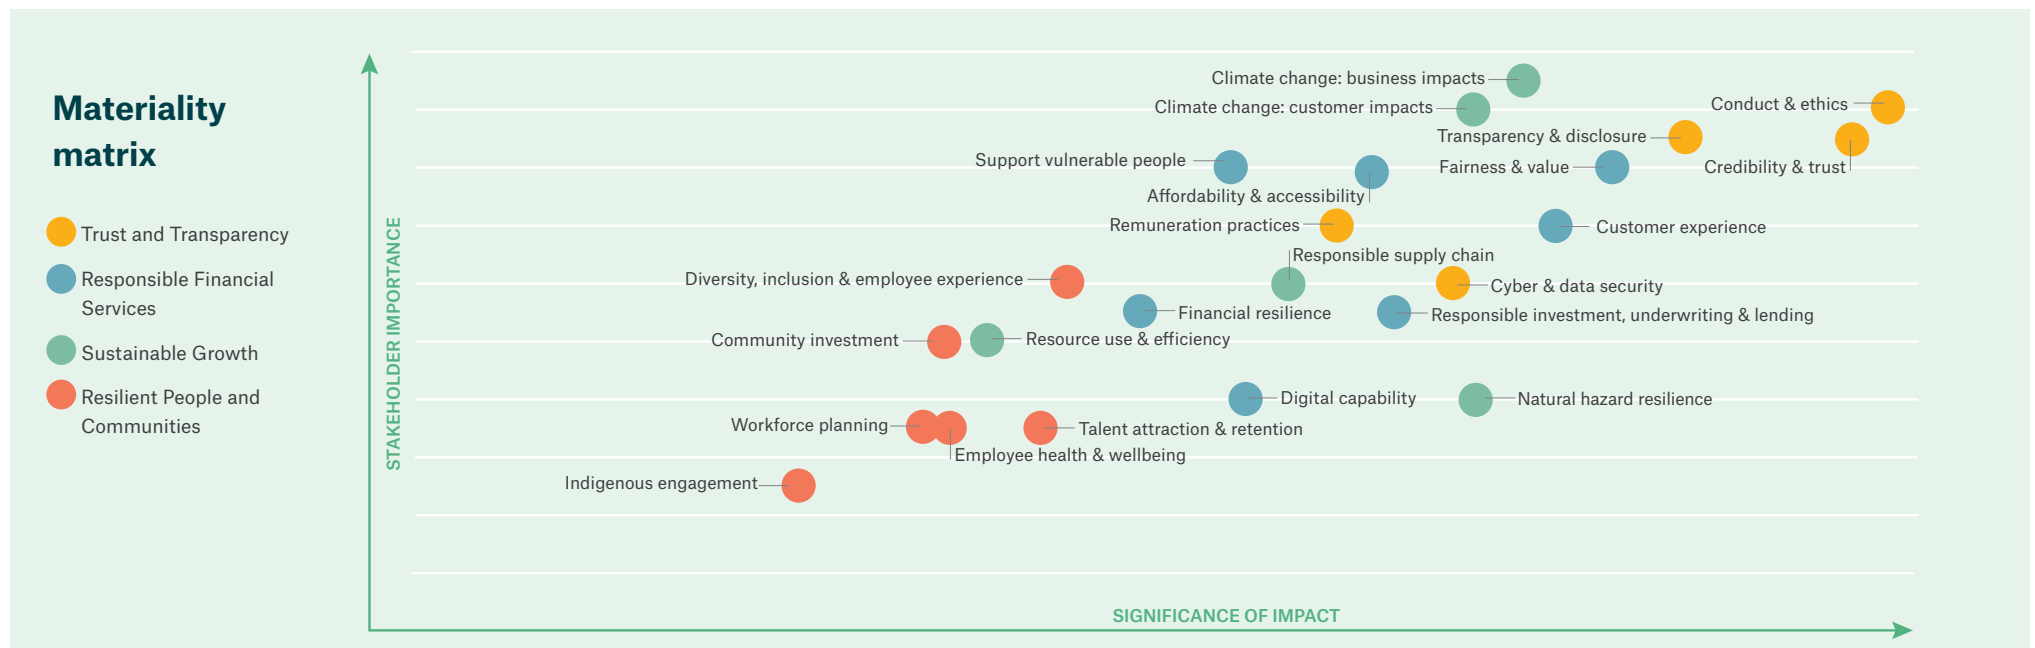 Materiality
matrix
Trust and Transparency
Responsible Financial
Services
Sustainable Growth
Resilient People and
Communities
STAKEHOLDER IMPORTANCE
Climate change: business impacts
Climate change: customer impacts
Conduct & ethics
Transparency & disclosure
Support vulnerable people
Fairness & value
Credibility & trust
Affordability & accessibility
Remuneration practices
Customer experience
Responsible supply chain
Diversity, inclusion & employee experience
Cyber & data security
Financial resilience
Responsible investment, underwriting & lending
Community investment
Resource use & efficiency
Digital capability
Natural hazard resilience
Workforce planning
Talent attraction & retention
Employee health & wellbeing
Indigenous engagement
SIGNIFICANCE OF IMPACT